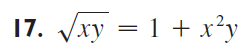 17. √xy = 1 + x²y